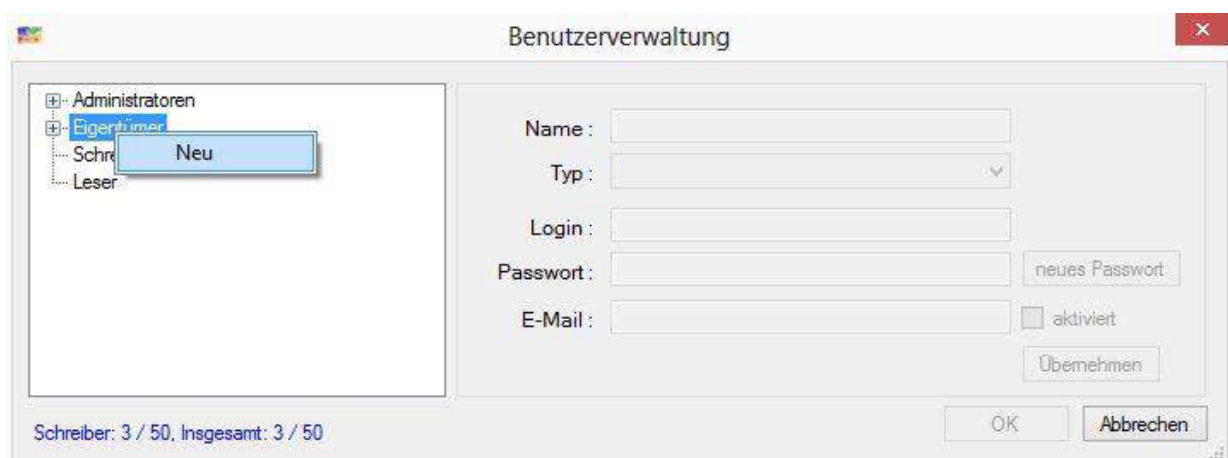 Benutzerverwaltung
Administratoren
Eigentümer
Neu
Leser
Name :
Typ :
Login :
Passwort :
neues Passwort
E-Mail :
aktiviert
Übernehmen
Schreiber: 3 / 50, Insgesamt: 3 / 50
OK
Abbrechen